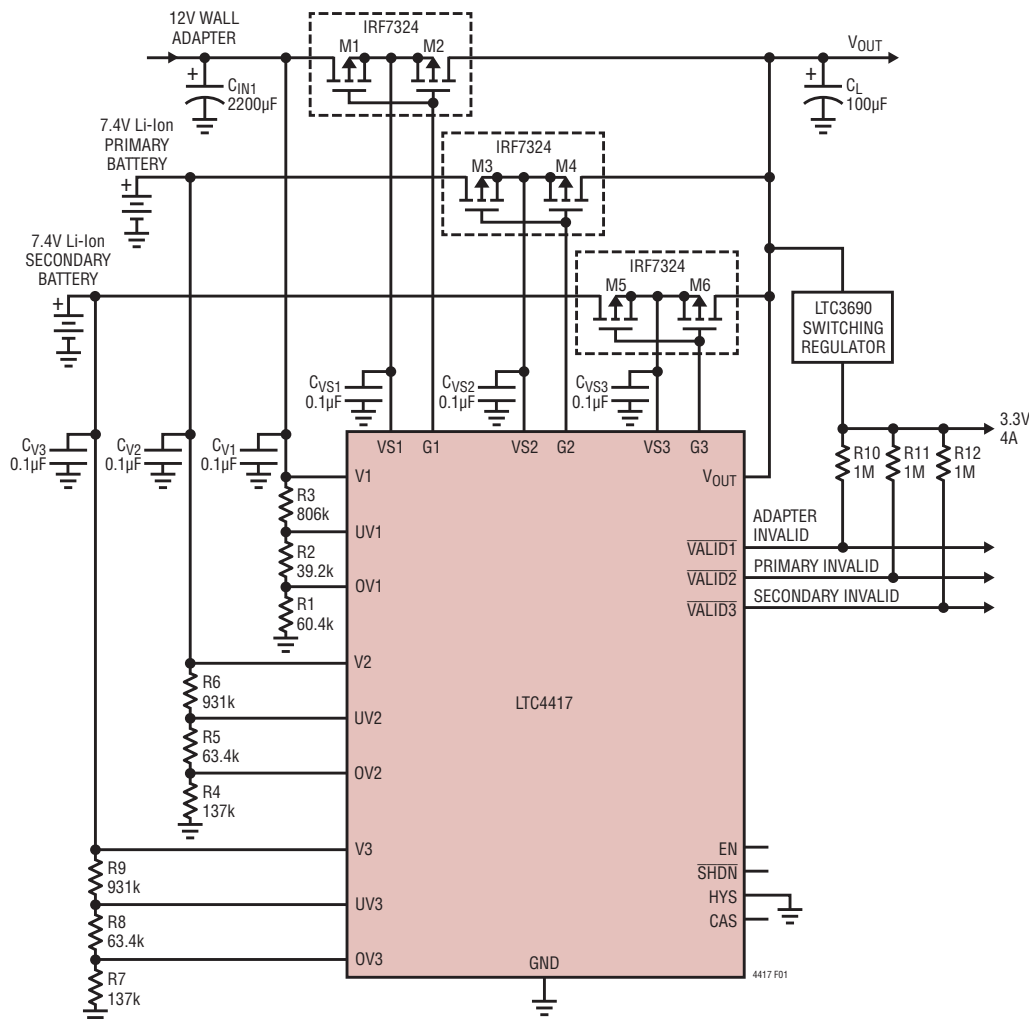 12V WALL
ADAPTER
IRF7324
M1
M2
VOUT
+
CIN1
2200µF
+
CL
100µF
7.4V Li-Ion
PRIMARY
BATTERY
+
IRF7324
M3
M4
7.4V Li-Ion
SECONDARY
BATTERY
+
IRF7324
M5
M6
LTC3690
SWITCHING
REGULATOR
CVS1
0.1µF
CVS2
0.1µF
CVS3
0.1µF
3.3V
4A
CV3
0.1µF
CV2
0.1µF
CV1
0.1µF
VS1
G1
VS2
G2
VS3
G3
R10
1M
R11
1M
R12
1M
V1
VOUT
R3
806k
UV1
ADAPTER
INVALID
VALID1
R2
39.2k
PRIMARY INVALID
VALID2
OV1
SECONDARY INVALID
VALID3
R1
60.4k
V2
R6
931k
LTC4417
UV2
R5
63.4k
OV2
R4
137k
V3
EN
R9
931k
SHDN
HYS
UV3
CAS
R8
63.4k
OV3
GND
4417 F01
R7
137k